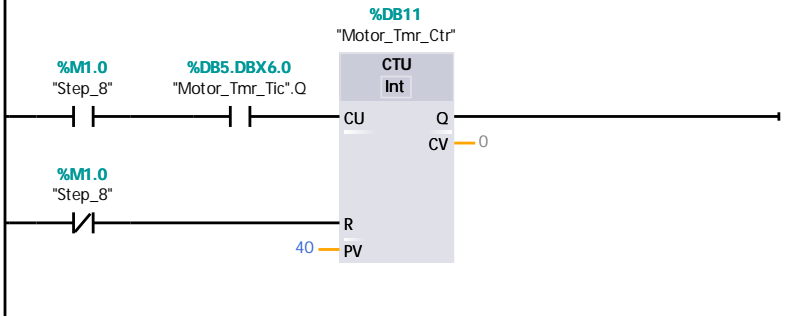 %DB11
"Motor_Tmr_Ctr"
%M1.0
"Step_8"
%DB5.DBX6.0
"Motor_Tmr_Tic".Q
CTU
Int
CU
Q
CV
0
%M1.0
"Step_8"
R
40
PV